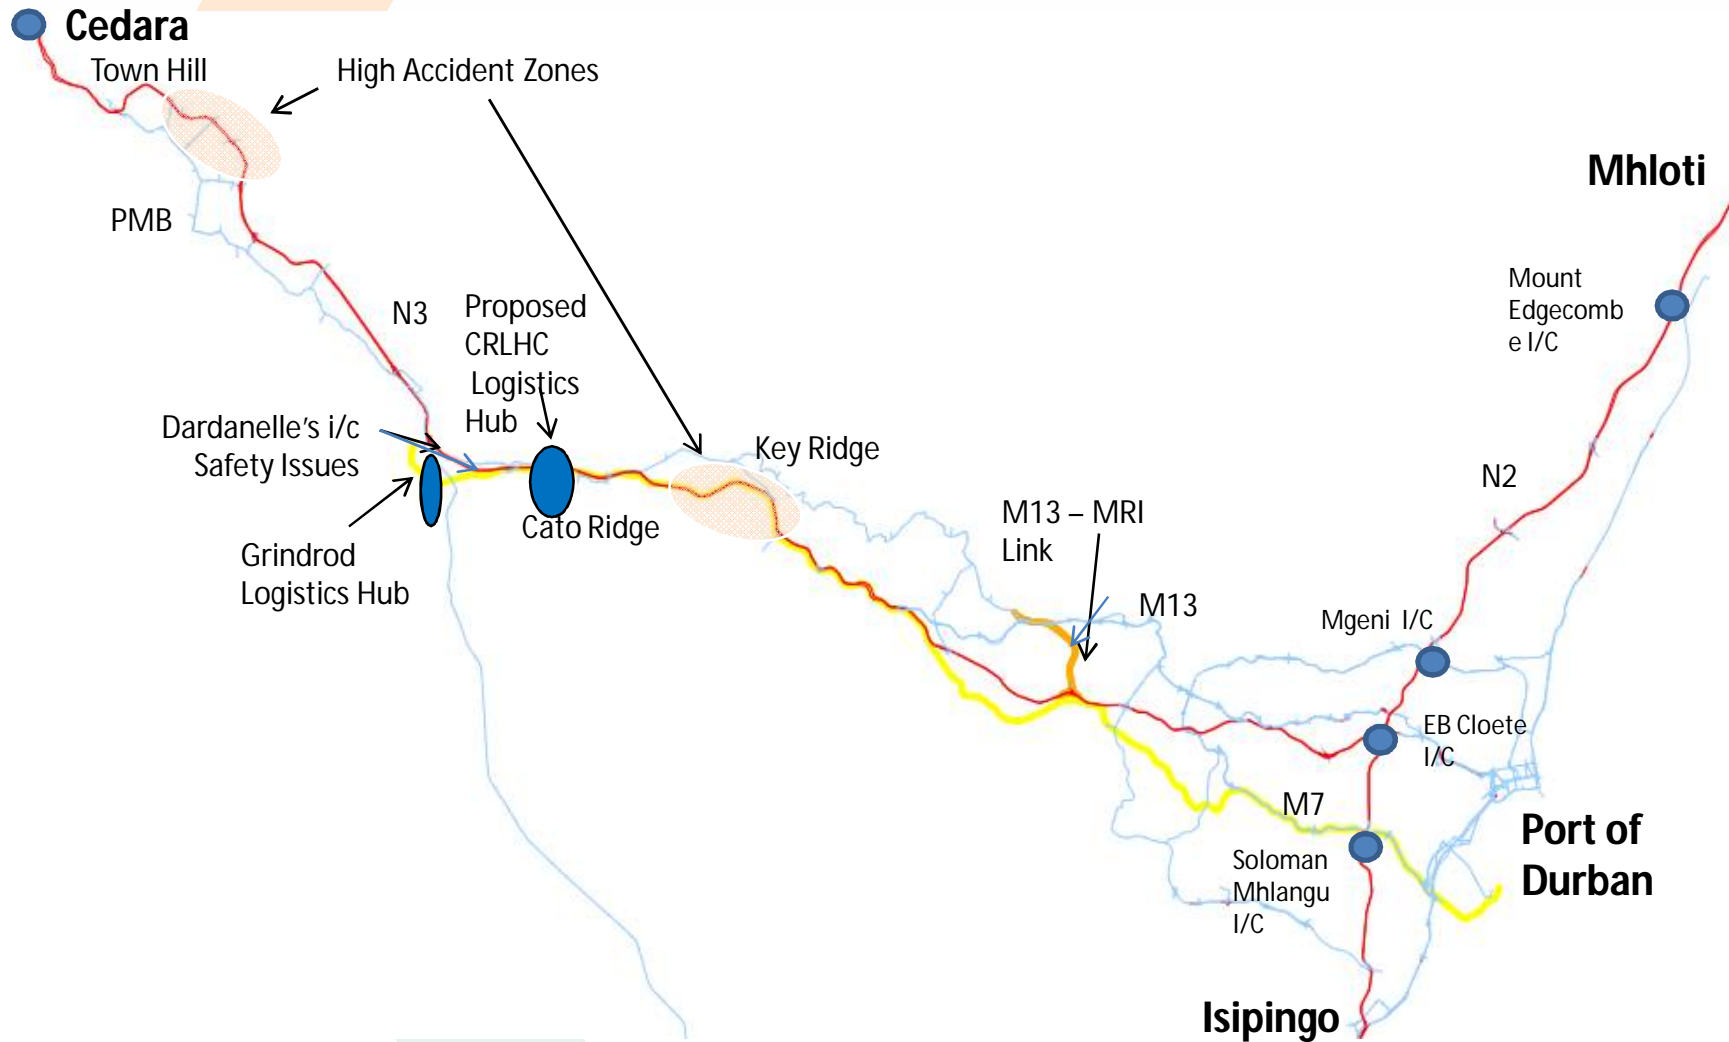 Cedara
Town Hill
High Accident Zones
Mhloti
PMB
Mount
Edgecomb
e I/C
N3
Proposed
CRLHC
Logistics
Hub
Dardanelle's i/c
Safety Issues
Key Ridge
N2
Cato Ridge
M13 – MRI
Link
Grindrod
Logistics Hub
M13
Mgeni I/C
EB Cloete
I/C
M7
Port of
Durban
Soloman
Mhlangu
I/C
Isipingo